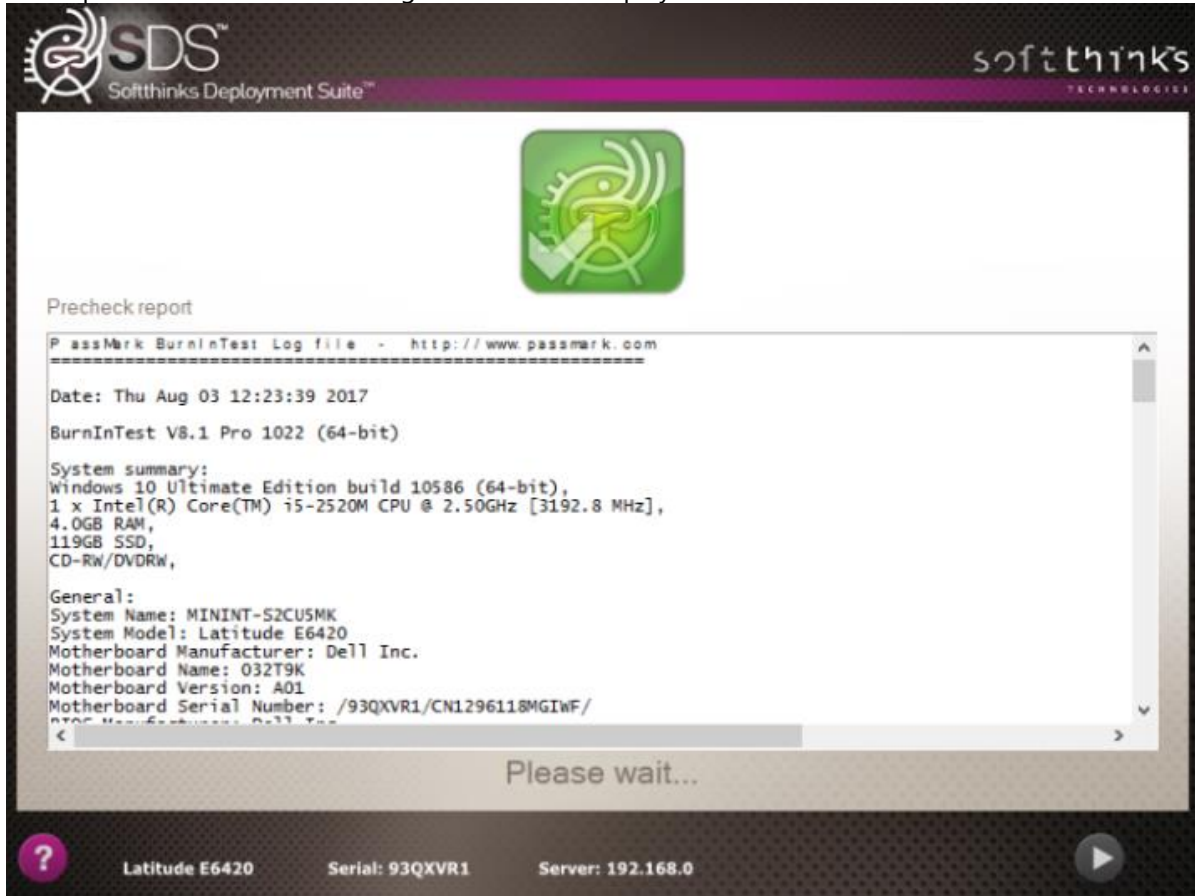 SDS™
Softthinks Deployment Suite™
softthinks
TECHNOLOGIES
Precheck report
PassMark BurnInTest Log file - http://www.passmark.com
==========================================================
Date: Thu Aug 03 12:23:39 2017
BurnInTest V8.1 Pro 1022 (64-bit)
System summary:
Windows 10 Ultimate Edition build 10586 (64-bit),
1 x Intel(R) Core(TM) i5-2520M CPU @ 2.50GHz [3192.8 MHz],
4.0GB RAM,
119GB SSD,
CD-RW/DVDRW,
General:
System Name: MININT-S2CU5MK
System Model: Latitude E6420
Motherboard Manufacturer: Dell Inc.
Motherboard Name: 032T9K
Motherboard Version: A01
Motherboard Serial Number: /93QXVR1/CN1296118MGIWF/
Please wait...
?
Latitude E6420 Serial: 93QXVR1 Server: 192.168.0